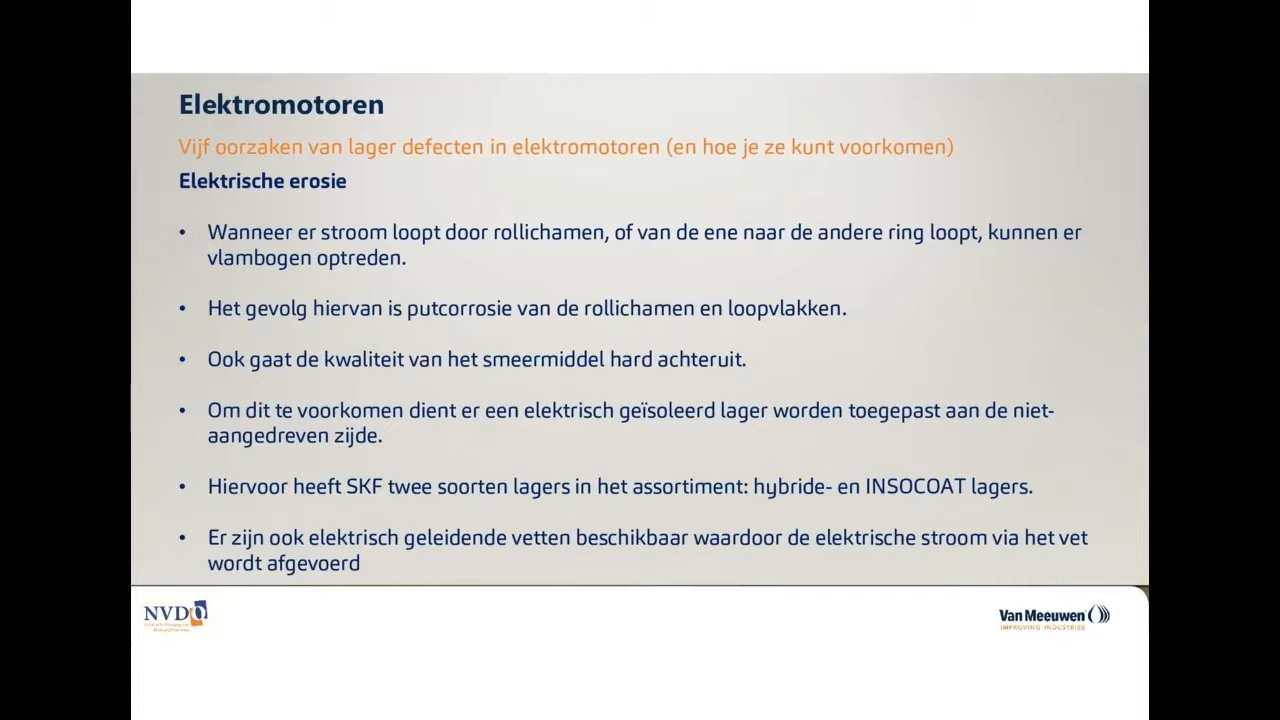 Elektromotoren
Vijf oorzaken van lager defecten in elektromotoren (en hoe je ze kunt voorkomen)
Elektrische erosie
• Wanneer er stroom loopt door rollichamen, of van de ene naar de andere ring loopt, kunnen er
vlambogen optreden.
• Het gevolg hiervan is putcorrosie van de rollichamen en loopvlakken.
• Ook gaat de kwaliteit van het smeermiddel hard achteruit.
• Om dit te voorkomen dient er een elektrisch geïsoleerd lager worden toegepast aan de niet-
aangedreven zijde.
• Hiervoor heeft SKF twee soorten lagers in het assortiment: hybride- en INSOCOAT lagers.
• Er zijn ook elektrisch geleidende vetten beschikbaar waardoor de elektrische stroom via het vet
wordt afgevoerd
NVDO
Van Meeuwen
IMPROVING INDUSTRIES